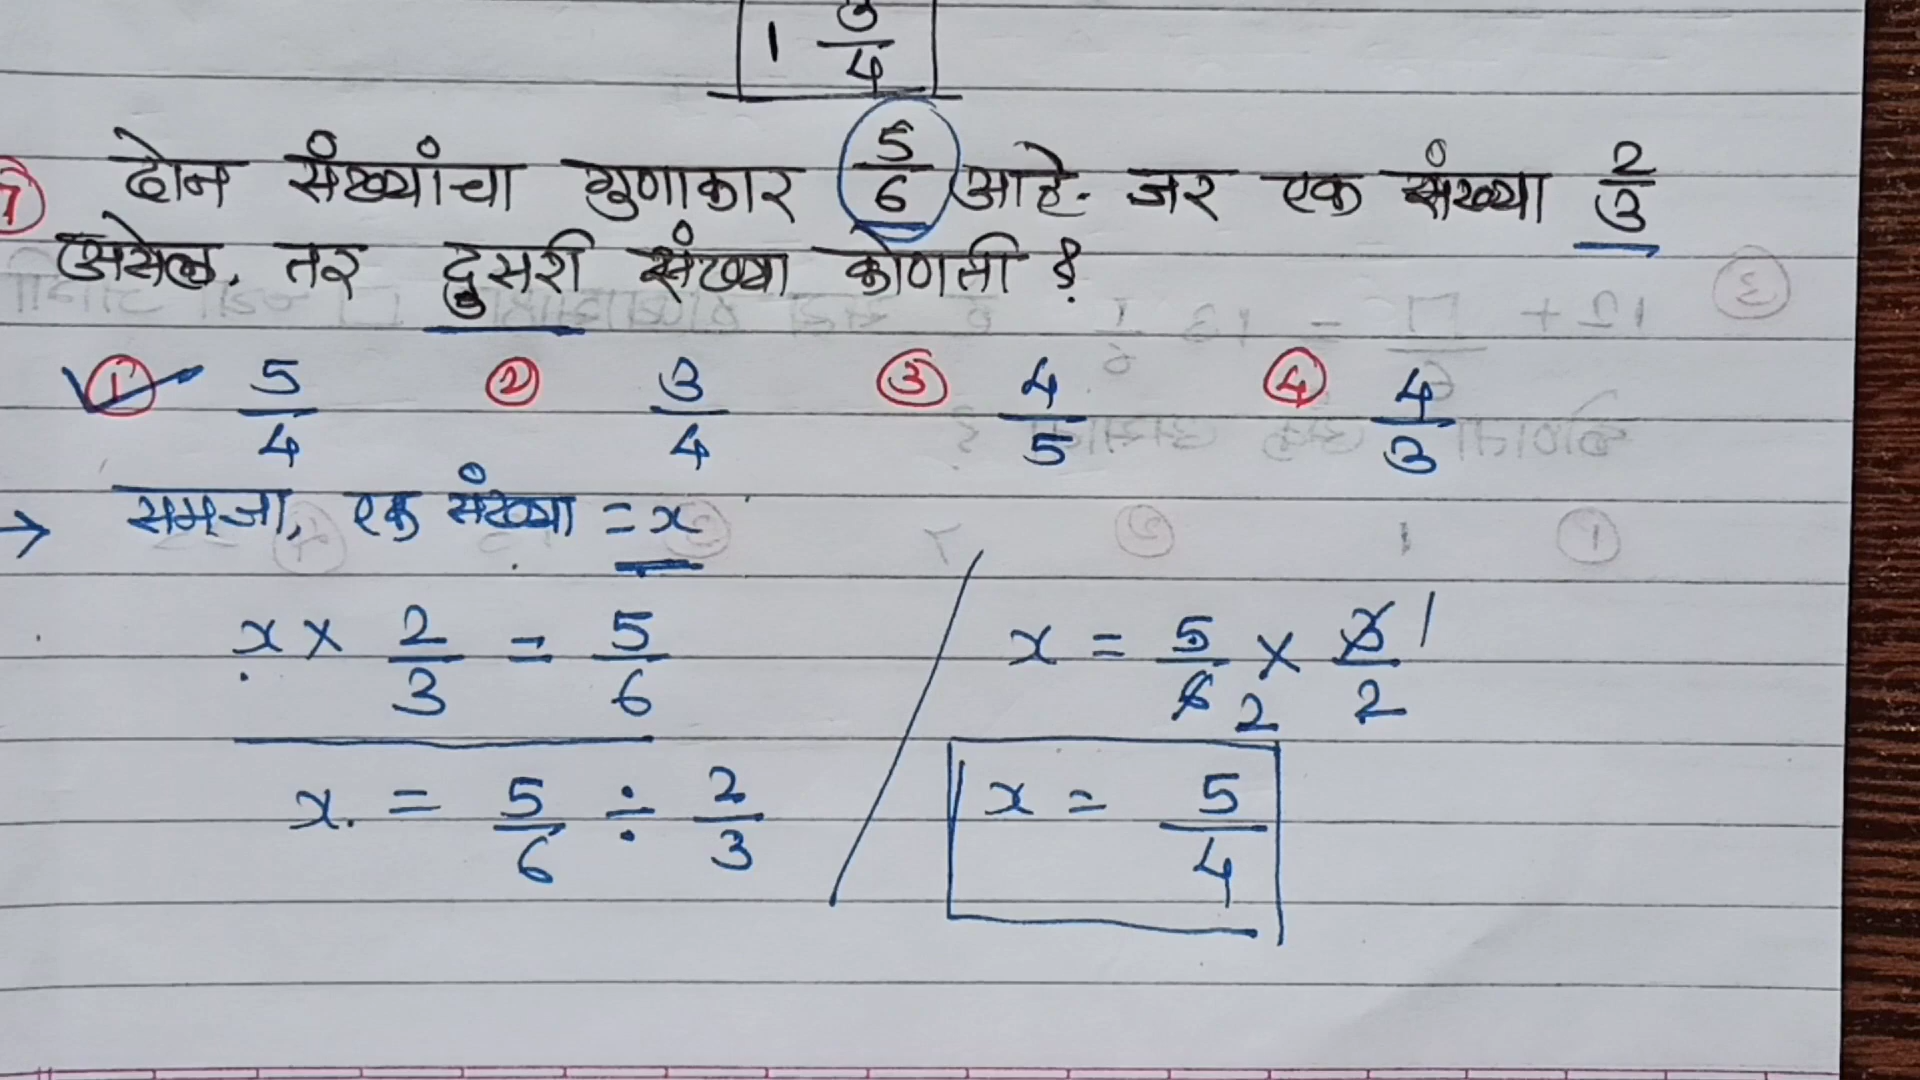 1 3/4
7) दोन संख्यांचा गुणाकार 5/6 आहे. जर एक संख्या 2/3
असेल, तर दुसरी संख्या कोणती ?
① 5/4 ② 3/4 ③ 4/5 ④ 4/3
→ समजा, एक संख्या = x
x × 2/3 = 5/6
x = 5/6 ÷ 2/3
x = 5/6 2 × 3/2 1
x = 5/4